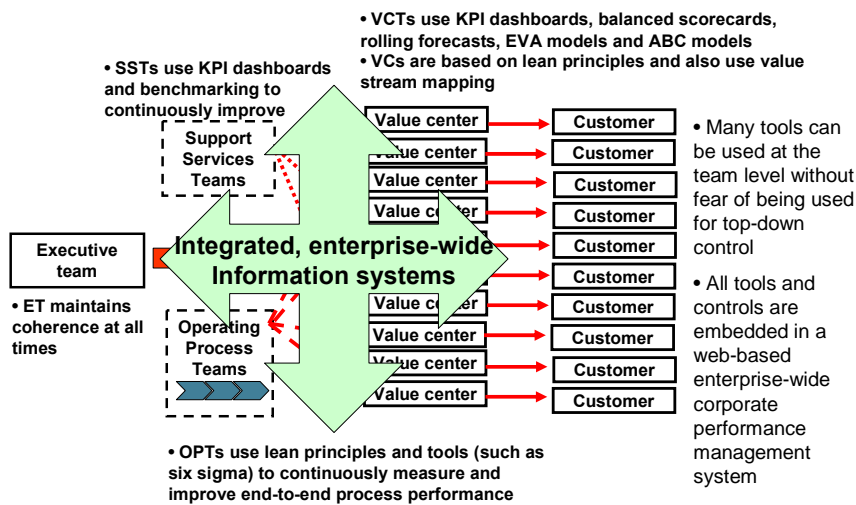 • VCTs use KPI dashboards, balanced scorecards,
rolling forecasts, EVA models and ABC models
• VCs are based on lean principles and also use value
stream mapping
• SSTs use KPI dashboards
and benchmarking to
continuously improve
Support
Services
Teams
Executive
team
• ET maintains
coherence at all
times
Operating
Process
Teams
Integrated, enterprise-wide
Information systems
Value center
Customer
Value center
Customer
Value center
Customer
Value center
Customer
Customer
Customer
Value center
Customer
Value center
Customer
Value center
Customer
Value center
Customer
• Many tools can
be used at the
team level without
fear of being used
for top-down
control
• All tools and
controls are
embedded in a
web-based
enterprise-wide
corporate
performance
management
system
• OPTs use lean principles and tools (such as
six sigma) to continuously measure and
improve end-to-end process performance